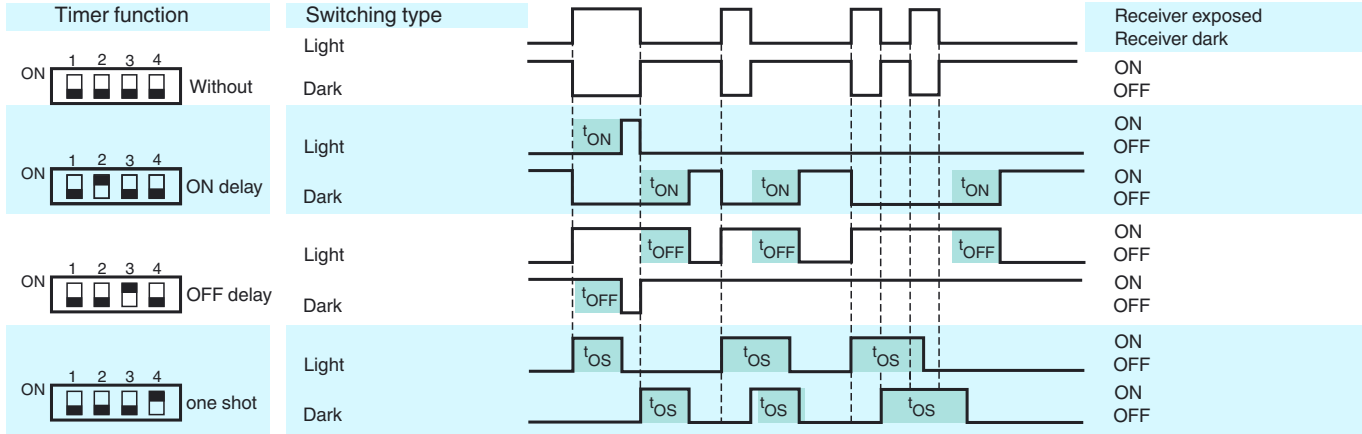 Timer function Switching type Receiver exposed
Light Receiver dark
ON 1 2 3 4 Without Dark ON
OFF
ON
Light tON OFF
ON 1 2 3 4 ON delay tON tON tON ON
Dark OFF
ON
Light tOFF tOFF tOFF OFF
ON 1 2 3 4 OFF delay ON
Dark tOFF OFF
ON
Light tOS tOS tOS OFF
ON 1 2 3 4 one shot ON
Dark tOS tOS tOS OFF